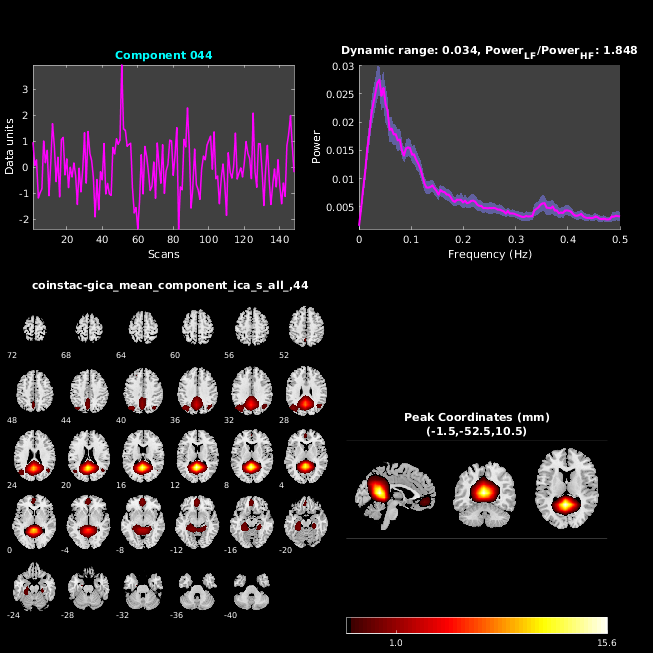 Component 044
Data units
3
2
1
0
-1
-2
20 40 60 80 100 120 140
Scans
Dynamic range: 0.034, PowerLF/PowerHF: 1.848
Power
0.03
0.025
0.02
0.015
0.01
0.005
0 0.1 0.2 0.3 0.4 0.5
Frequency (Hz)
coinstac-gica_mean_component_ica_s_all_,44
72 68 64 60 56 52
48 44 40 36 32 28
24 20 16 12 8 4
0 -4 -8 -12 -16 -20
-24 -28 -32 -36 -40
Peak Coordinates (mm)
(-1.5,-52.5,10.5)
1.0 15.6